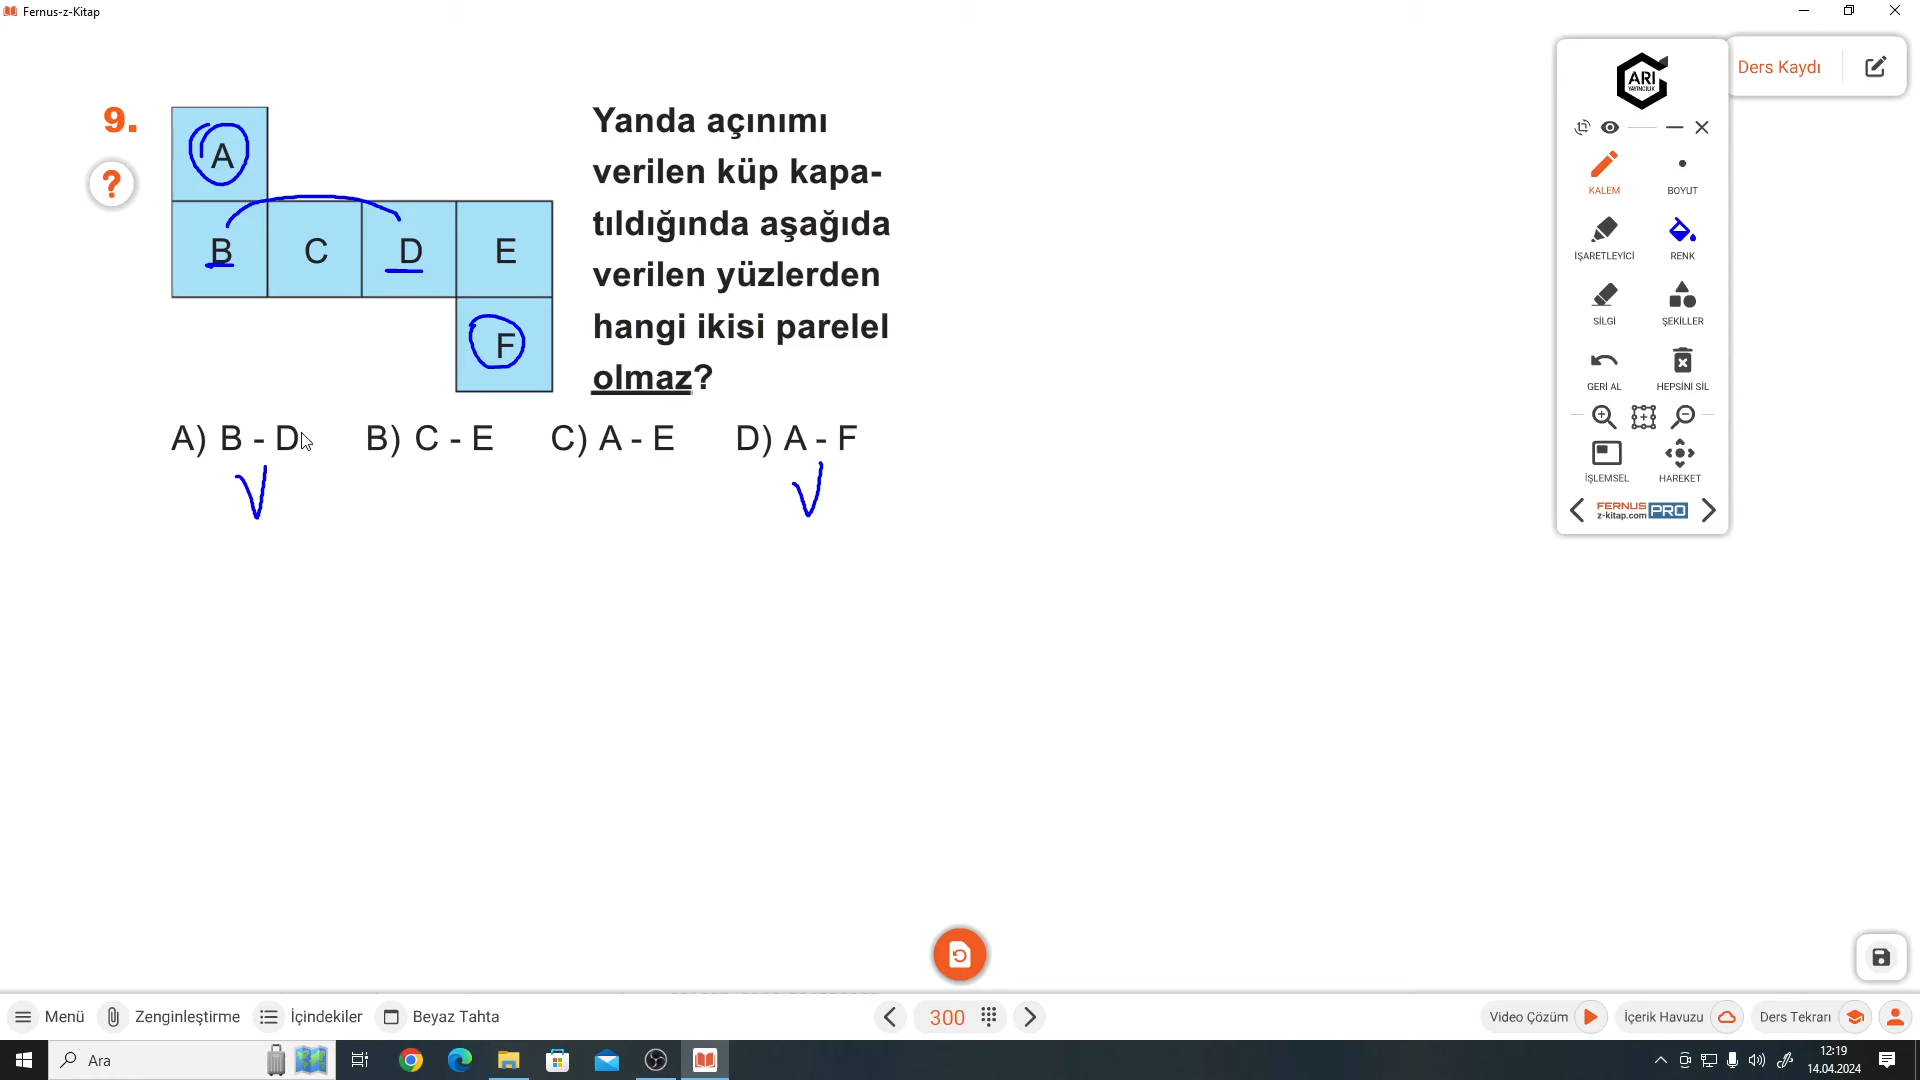 Fernus-z-Kitap
9.
?
A
B C D E
F
Yanda açınımı
verilen küp kapa-
tıldığında aşağıda
verilen yüzlerden
hangi ikisi parelel
olmaz?
A) B - D B) C - E C) A - E D) A - F
ARI
YAYINCILIK
Ders Kaydı
KALEM BOYUT
İŞARETLEYİCİ RENK
SİLGİ ŞEKİLLER
GERİ AL HEPSİNİ SİL
İŞLEMSEL HAREKET
FERNUS PRO
z-kitap.com
Menü Zenginleştirme İçindekiler Beyaz Tahta 300 Video Çözüm İçerik Havuzu Ders Tekrarı
Ara
12:19
14.04.2024